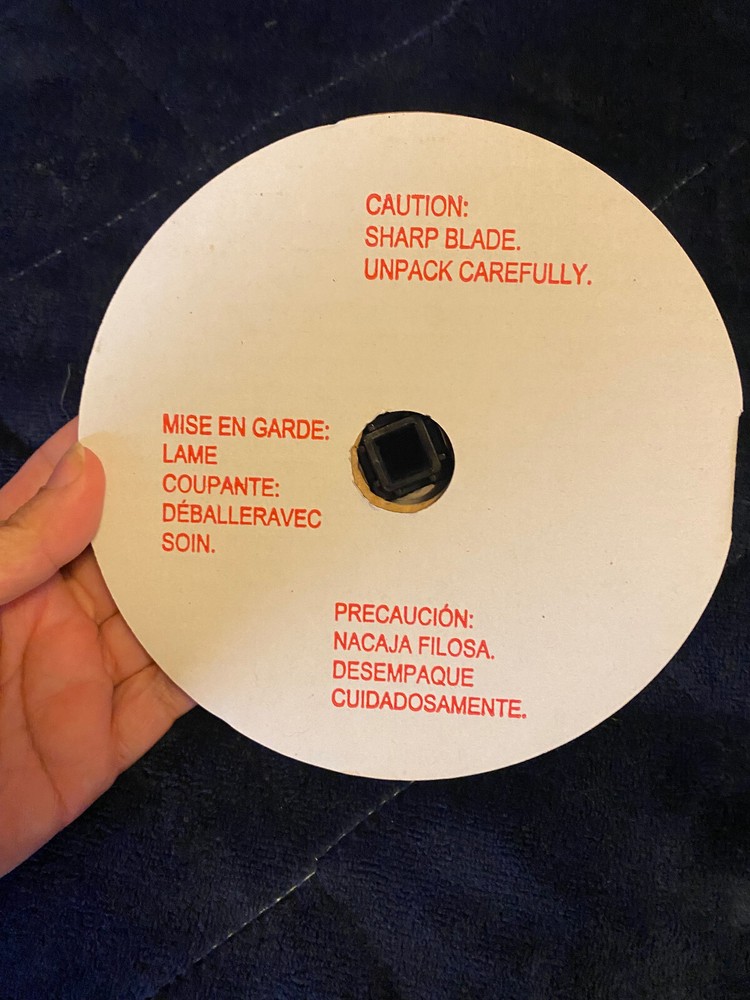 CAUTION:
SHARP BLADE.
UNPACK CAREFULLY.
MISE EN GARDE:
LAME
COUPANTE:
DÉBALLERAVEC
SOIN.
PRECAUCIÓN:
NACAJA FILOSA.
DESEMPAQUE
CUIDADOSAMENTE.